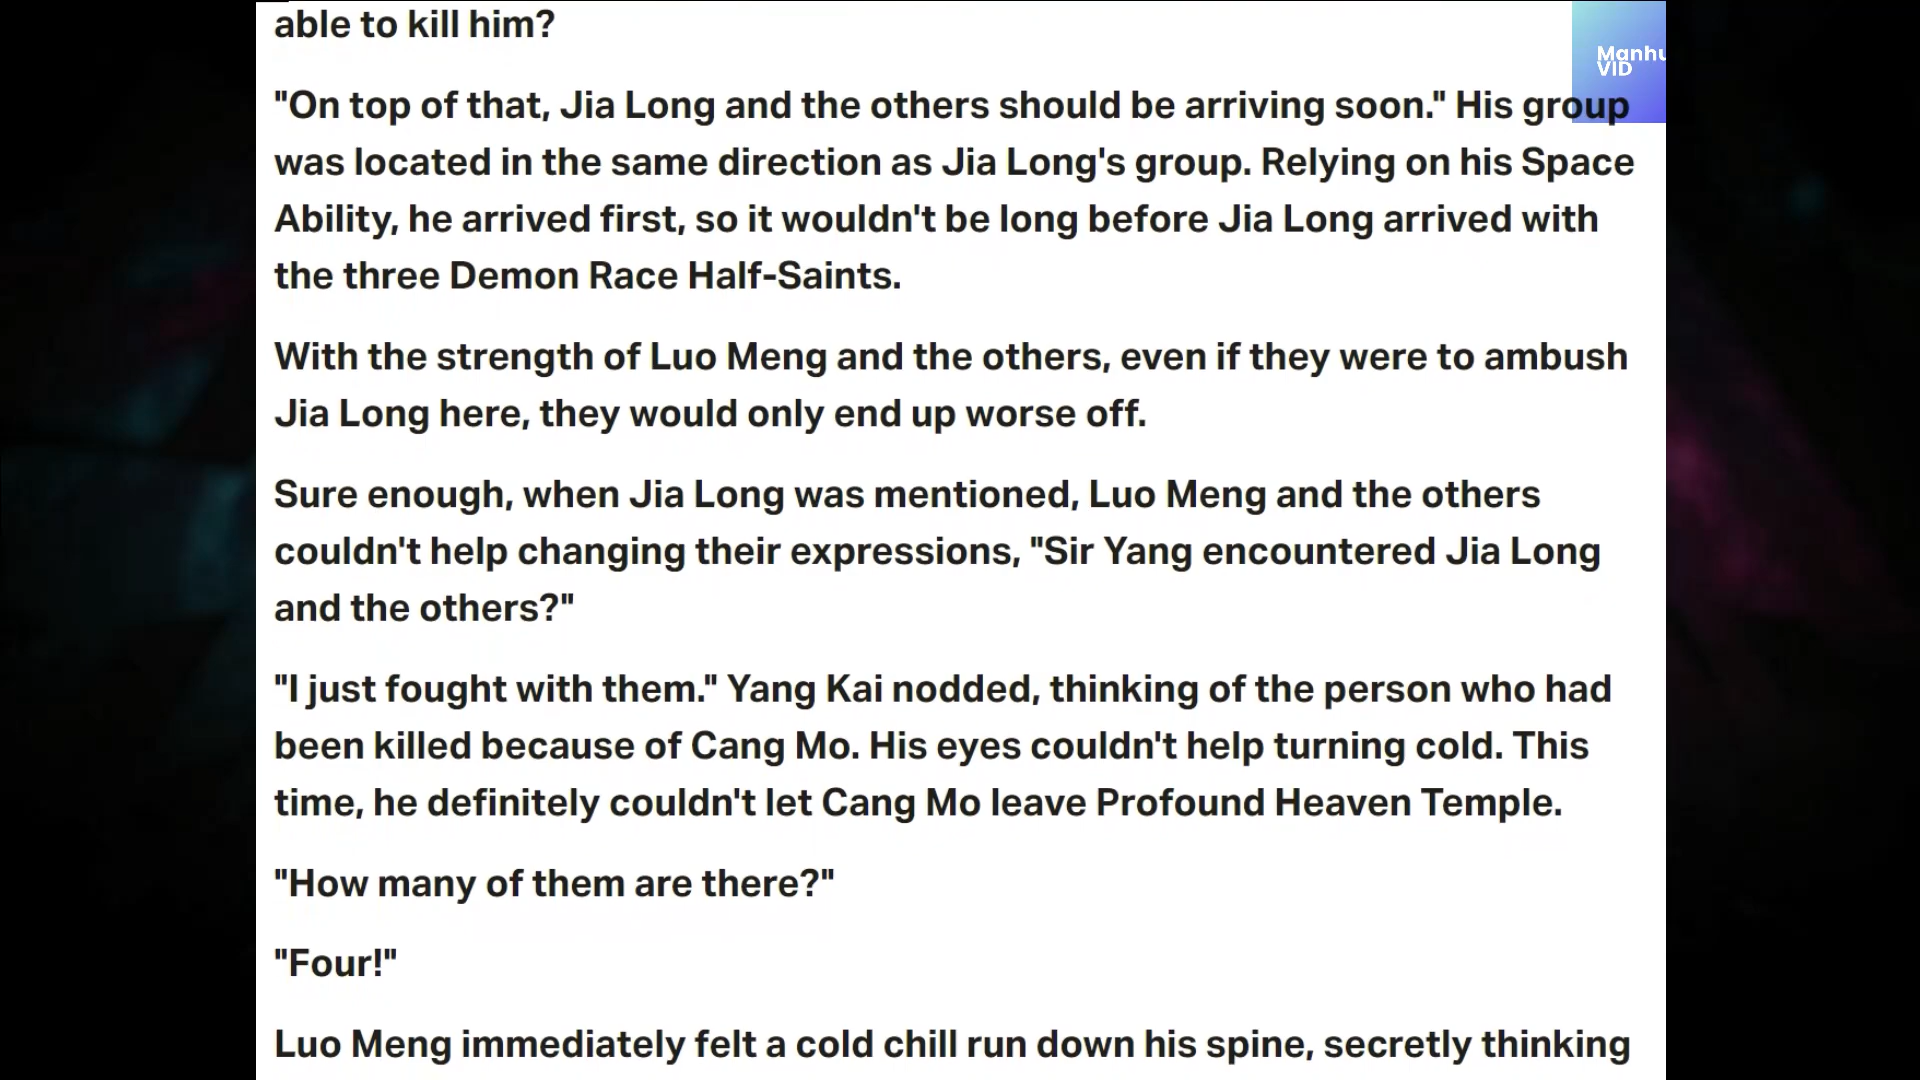 able to kill him?
Manhu
VID
"On top of that, Jia Long and the others should be arriving soon." His group
was located in the same direction as Jia Long's group. Relying on his Space
Ability, he arrived first, so it wouldn't be long before Jia Long arrived with
the three Demon Race Half-Saints.
With the strength of Luo Meng and the others, even if they were to ambush
Jia Long here, they would only end up worse off.
Sure enough, when Jia Long was mentioned, Luo Meng and the others
couldn't help changing their expressions, "Sir Yang encountered Jia Long
and the others?"
"I just fought with them." Yang Kai nodded, thinking of the person who had
been killed because of Cang Mo. His eyes couldn't help turning cold. This
time, he definitely couldn't let Cang Mo leave Profound Heaven Temple.
"How many of them are there?"
"Four!"
Luo Meng immediately felt a cold chill run down his spine, secretly thinking